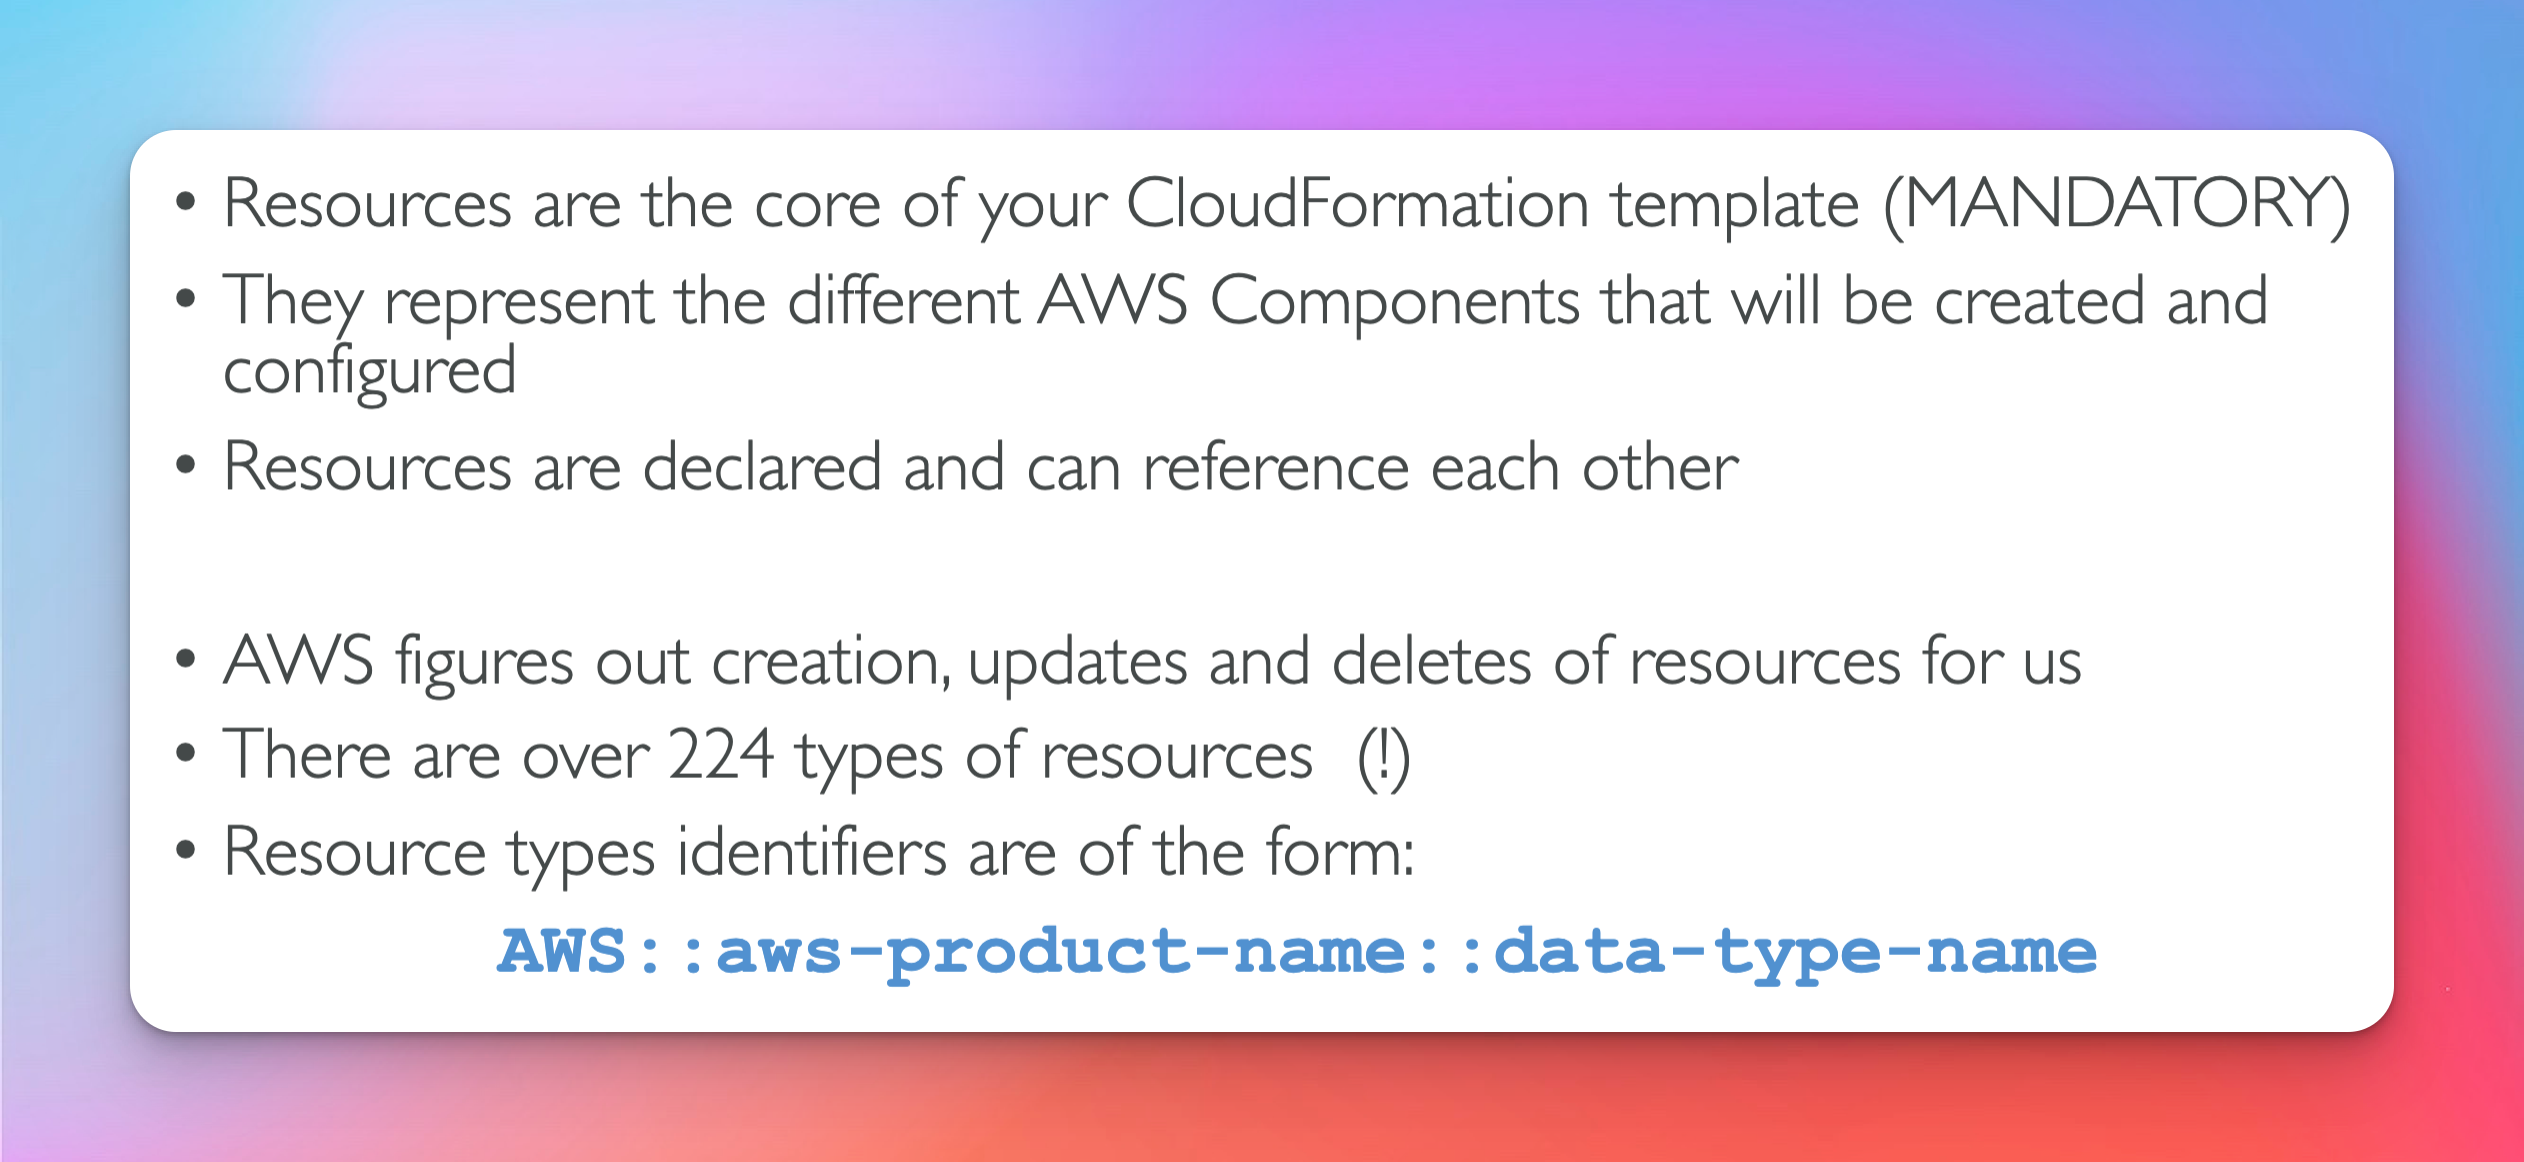 • Resources are the core of your CloudFormation template (MANDATORY)
• They represent the different AWS Components that will be created and
configured
• Resources are declared and can reference each other
• AWS figures out creation, updates and deletes of resources for us
• There are over 224 types of resources (!)
• Resource types identifiers are of the form:
AWS::aws-product-name::data-type-name